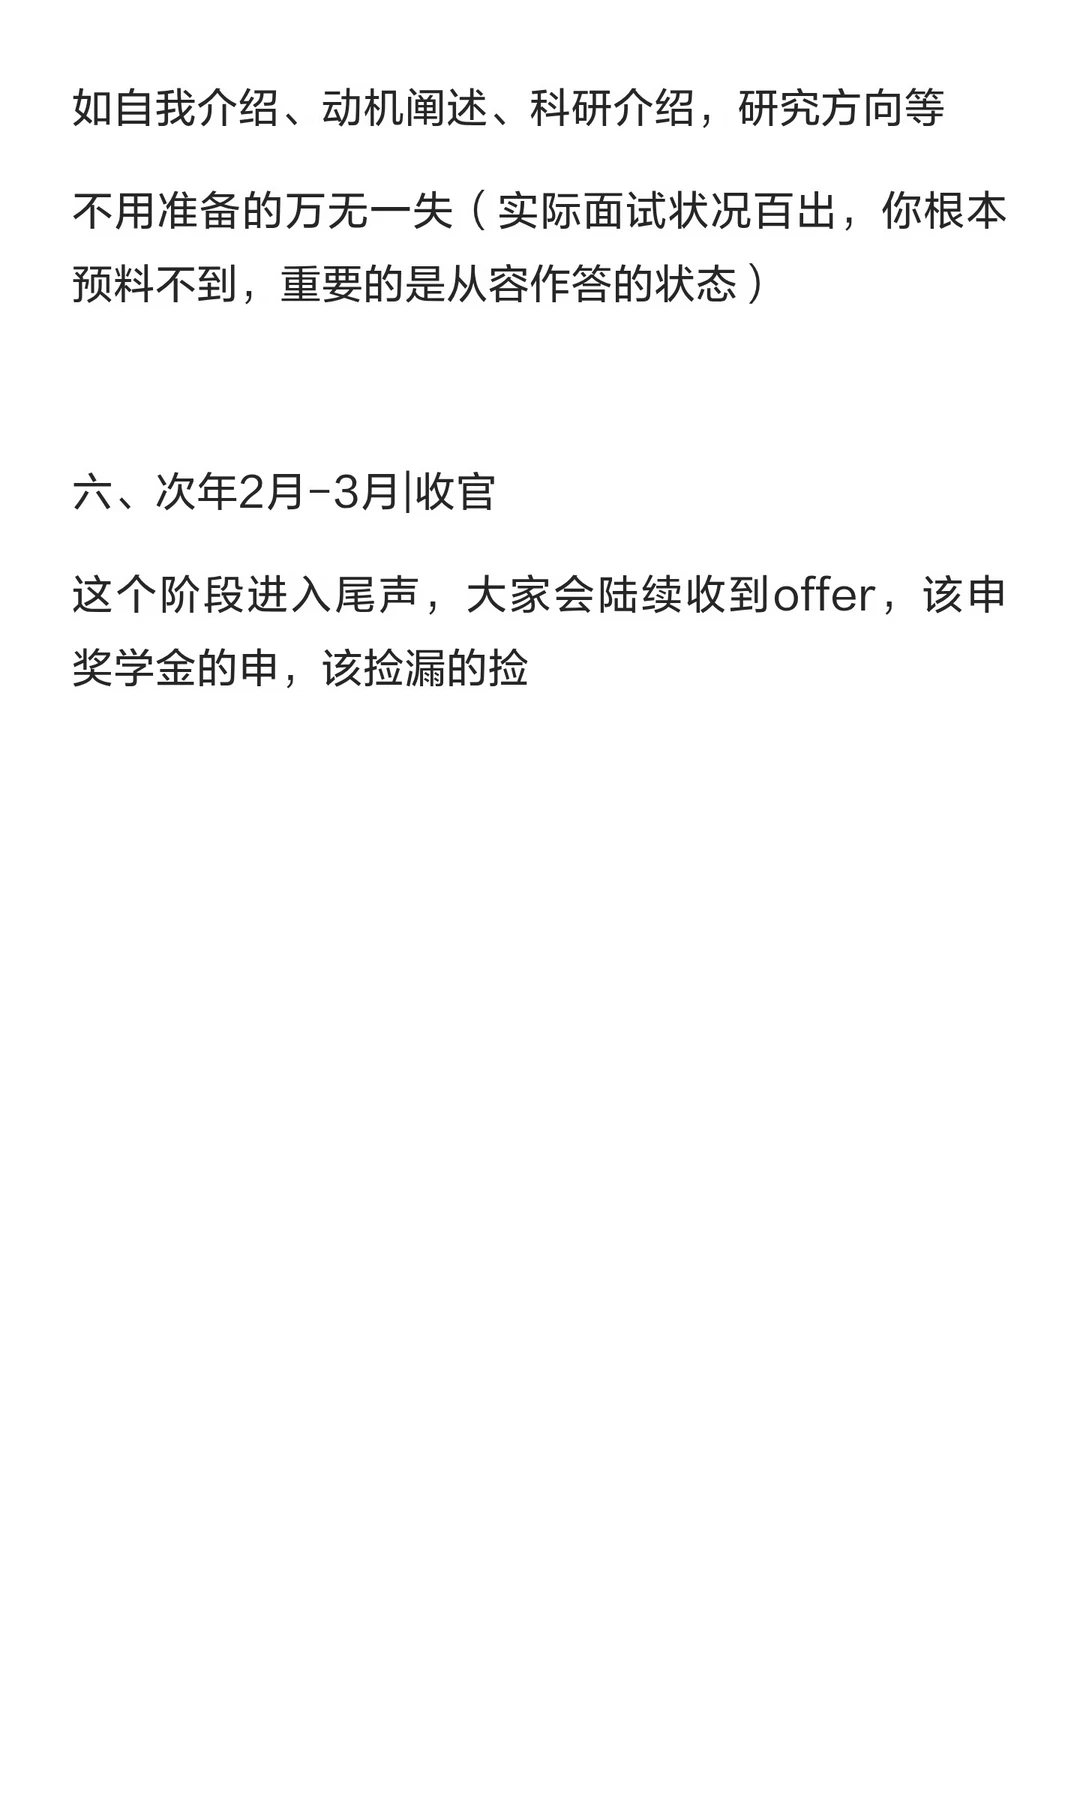 如自我介绍、动机阐述、科研介绍，研究方向等
不用准备的万无一失（实际面试状况百出，你根本
预料不到，重要的是从容作答的状态）
六、次年2月-3月|收官
这个阶段进入尾声，大家会陆续收到offer，该申
奖学金的申，该捡漏的捡